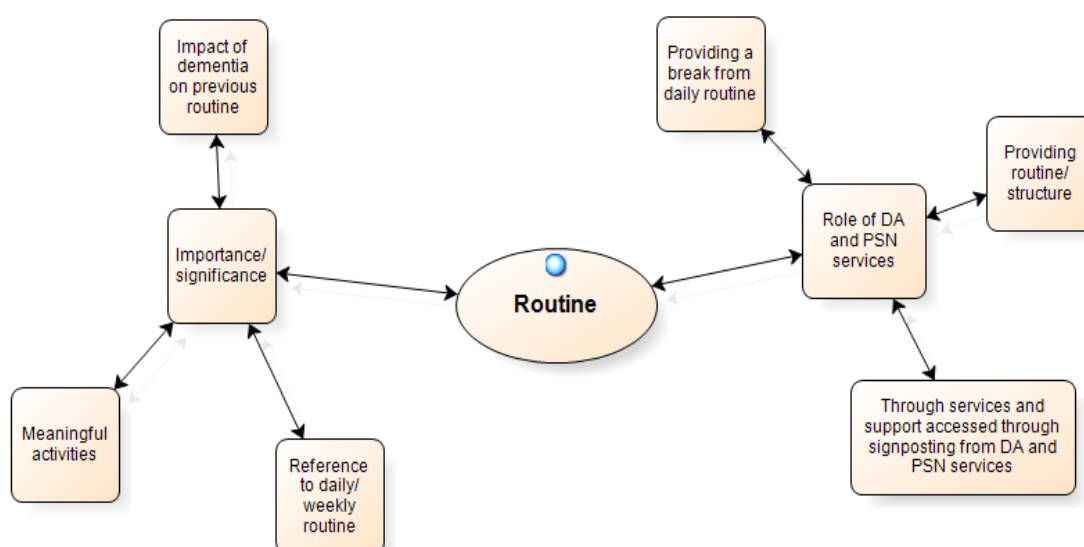 Impact of
dementia
on previous
routine
Providing a
break from
daily routine
Providing
routine/
structure
Importance/
significance
Role of DA
and PSN
services
Routine
Meaningful
activities
Reference
to daily/
weekly
routine
Through services and
support accessed through
signposting from DA and
PSN services